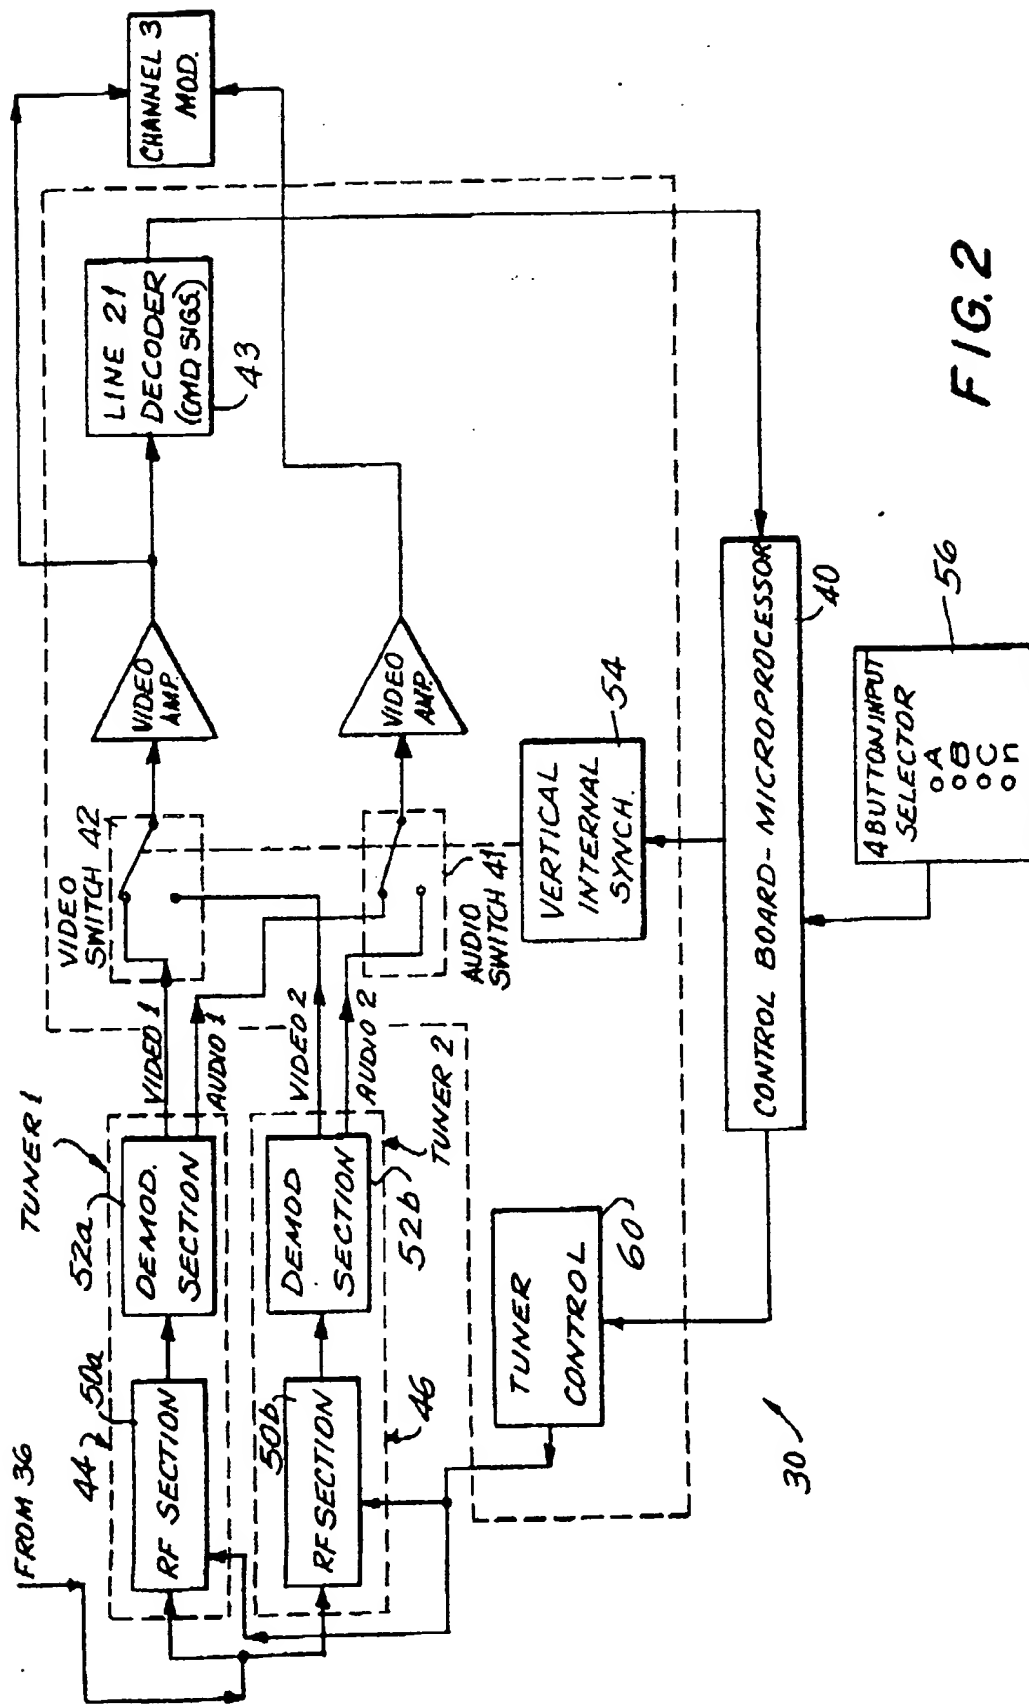 FROM 36
44
50a
RF SECTION
TUNER 1
52a
DEMOD.
SECTION
VIDEO 1
AUDIO 1
50b
RF SECTION
46
DEMOD
SECTION
52b
TUNER 2
VIDEO 2
AUDIO 2
VIDEO
SWITCH 42
VIDEO
AMP.
AUDIO
SWITCH 41
VIDEO
AMP.
LINE 21
DECODER
(CMD SIGS.)
43
CHANNEL 3
MOD.
VERTICAL
INTERNAL
SYNCH.
54
TUNER
CONTROL
60
CONTROL BOARD-MICROPROCESSOR
40
4 BUTTON INPUT
SELECTOR
A
B
C
n
56
30
FIG. 2